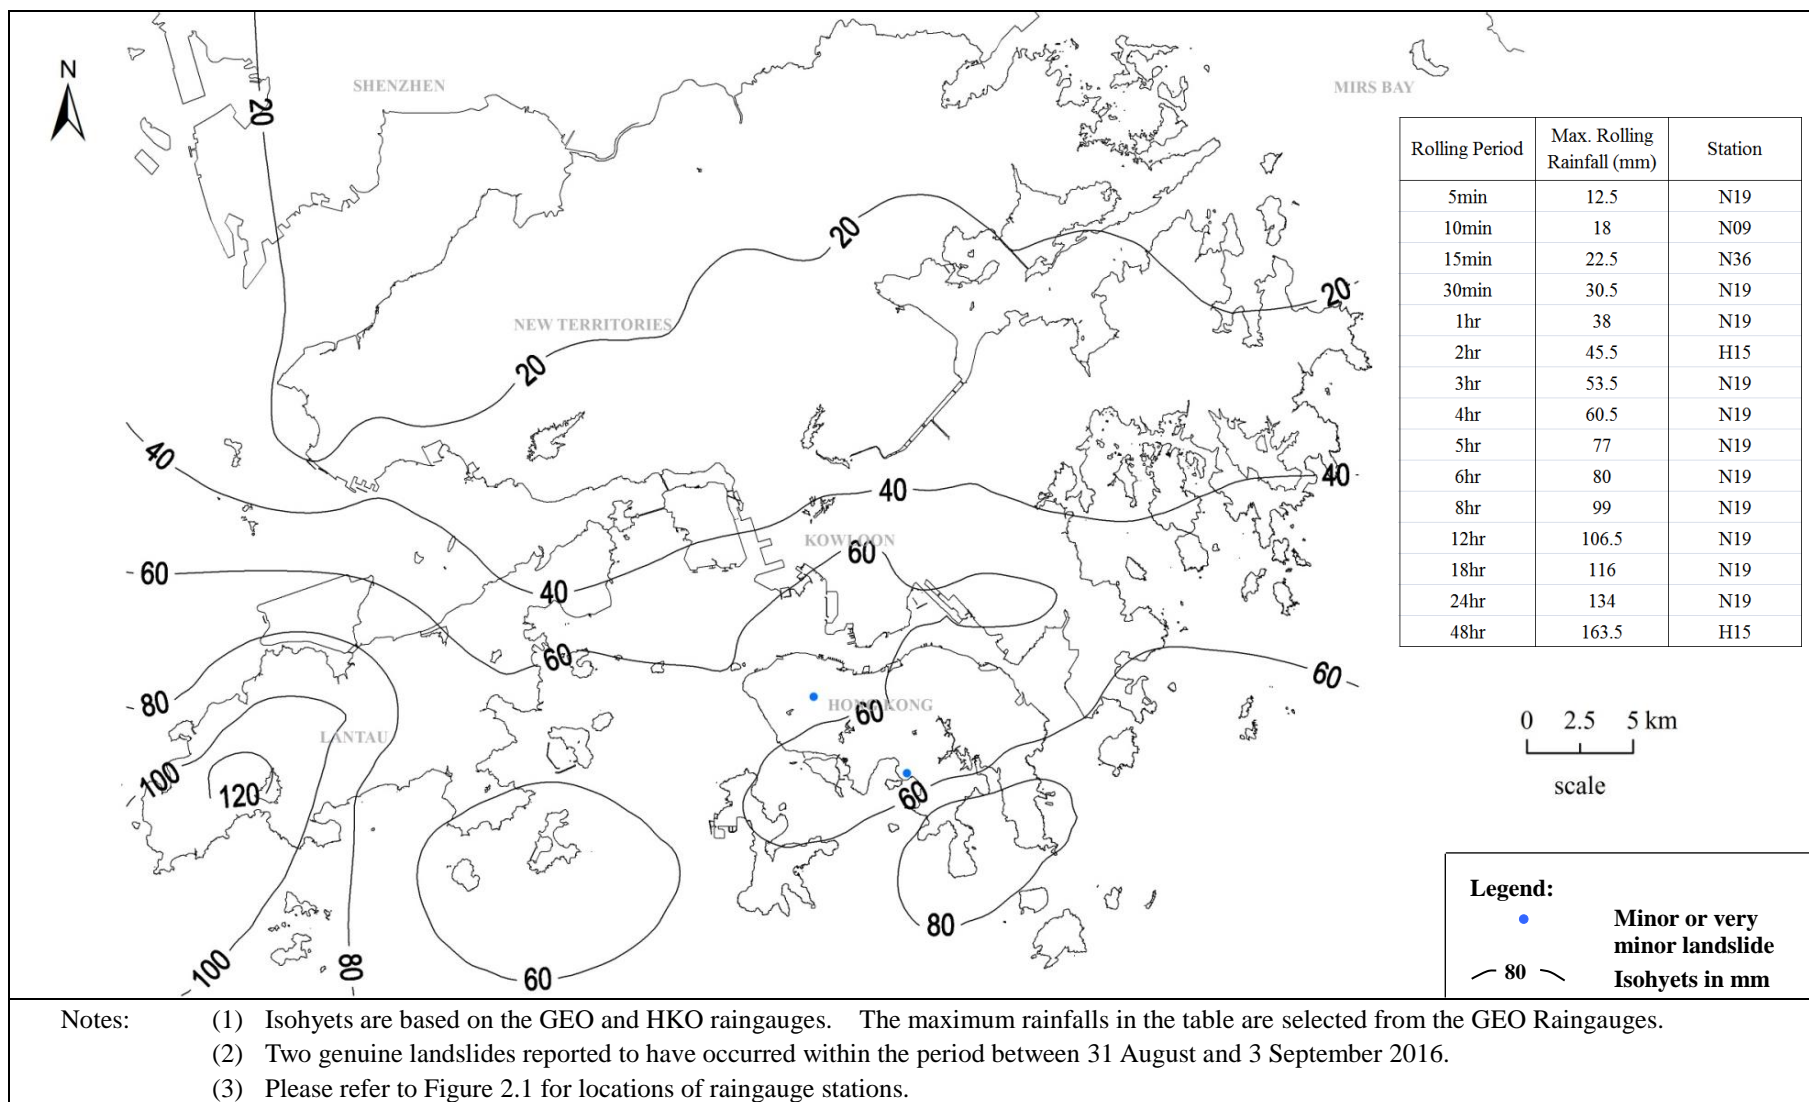 N
SHENZHEN
MIRS BAY
20
20
20
20
NEW TERRITORIES
40
40
40
40
KOWLOON
60
60
60
60
HONG KONG
60
80
LANTAU
100
120
60
80
100
80
60
Rolling Period Max. Rolling Rainfall (mm) Station
5min 12.5 N19
10min 18 N09
15min 22.5 N36
30min 30.5 N19
1hr 38 N19
2hr 45.5 H15
3hr 53.5 N19
4hr 60.5 N19
5hr 77 N19
6hr 80 N19
8hr 99 N19
12hr 106.5 N19
18hr 116 N19
24hr 134 N19
48hr 163.5 H15
0 2.5 5 km
scale
Legend:
Minor or very
minor landslide
80 Isohyets in mm
Notes: (1) Isohyets are based on the GEO and HKO raingauges. The maximum rainfalls in the table are selected from the GEO Raingauges.
(2) Two genuine landslides reported to have occurred within the period between 31 August and 3 September 2016.
(3) Please refer to Figure 2.1 for locations of raingauge stations.